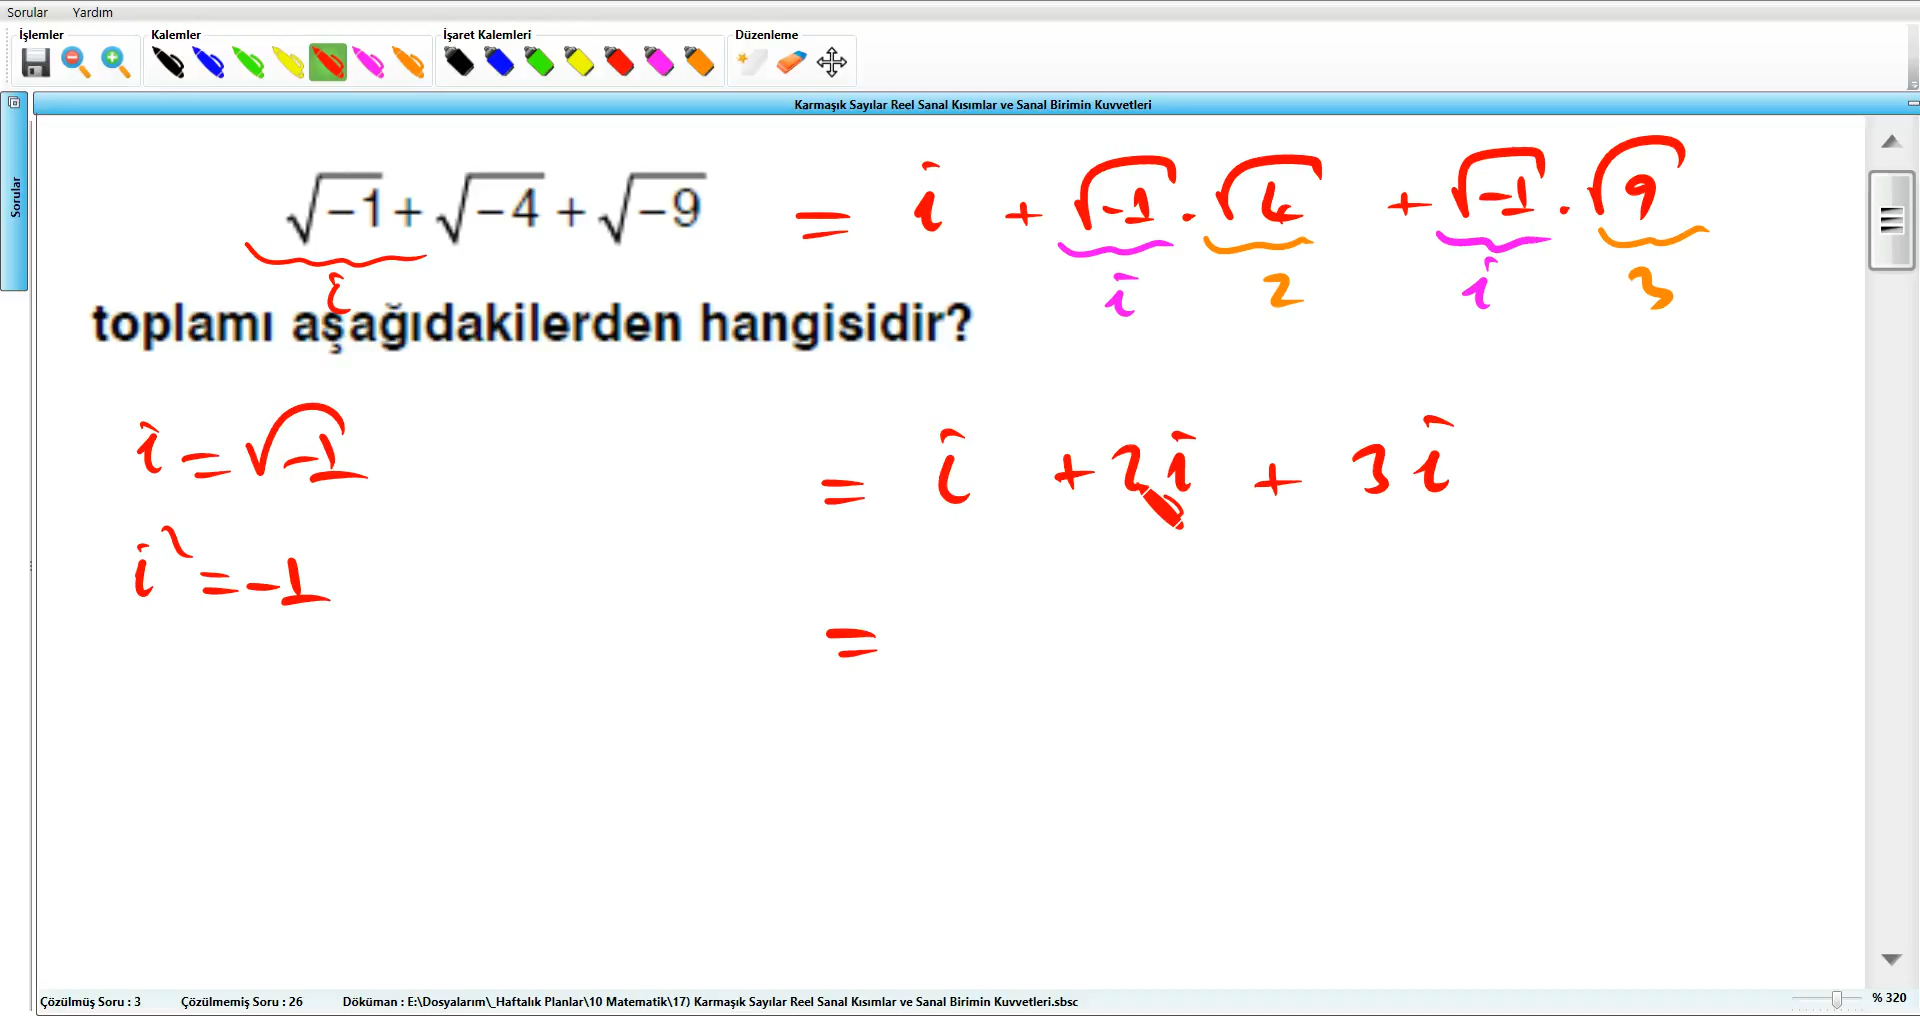 Sorular Yardım
İşlemler Kalemler İşaret Kalemleri Düzenleme
Karmaşık Sayılar Reel Sanal Kısımlar ve Sanal Birimin Kuvvetleri
Sorular
√-1 + √-4 + √-9 = i + √-1 . √4 + √-1 . √9
i i 2 i 3
toplamı aşağıdakilerden hangisidir?
i = √-1
= i + 2i + 3i
i² = -1
=
Çözülmüş Soru : 3 Çözülmemiş Soru : 26 Döküman : E:\Dosyalarım\_Haftalık Planlar\10 Matematik\17) Karmaşık Sayılar Reel Sanal Kısımlar ve Sanal Birimin Kuvvetleri.sbsc % 320